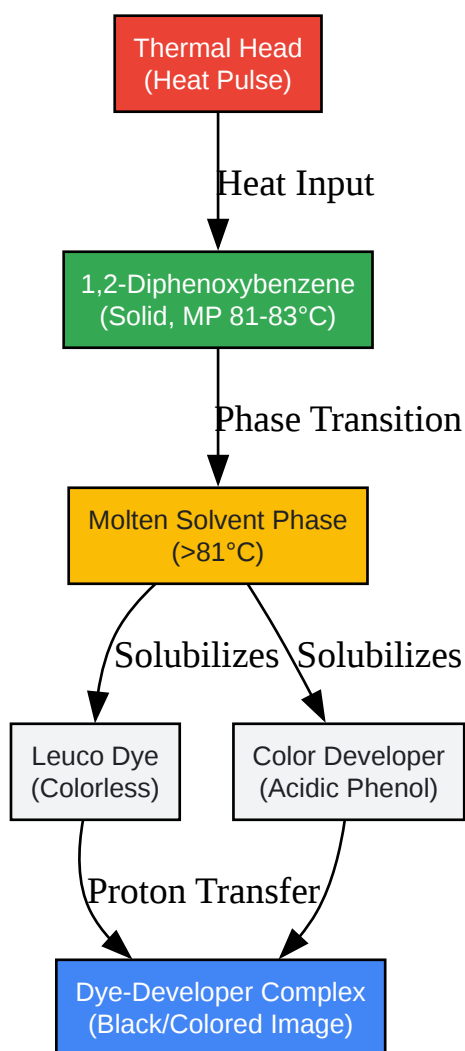 Thermal Head
(Heat Pulse)
Heat Input
1,2-Diphenoxybenzene
(Solid, MP 81-83°C)
Phase Transition
Molten Solvent Phase
(>81°C)
Solubilizes
Solubilizes
Leuco Dye
(Colorless)
Color Developer
(Acidic Phenol)
Proton Transfer
Dye-Developer Complex
(Black/Colored Image)